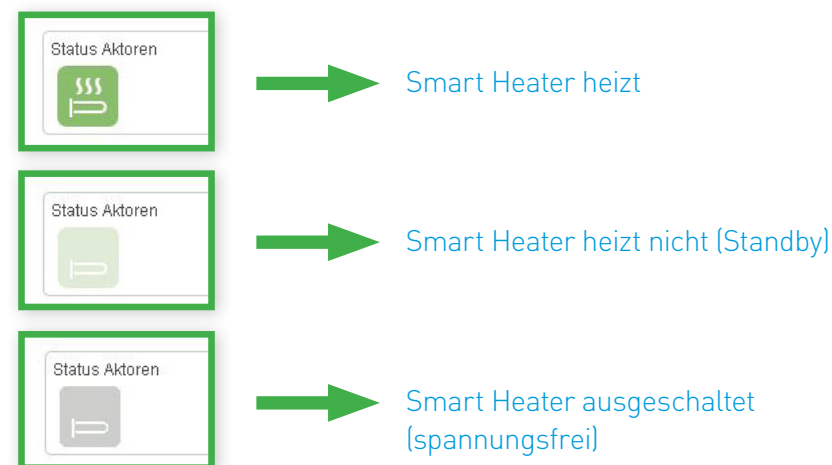 Status Aktoren
Smart Heater heizt
Status Aktoren
Smart Heater heizt nicht (Standby)
Status Aktoren
Smart Heater ausgeschaltet
(spannungsfrei)